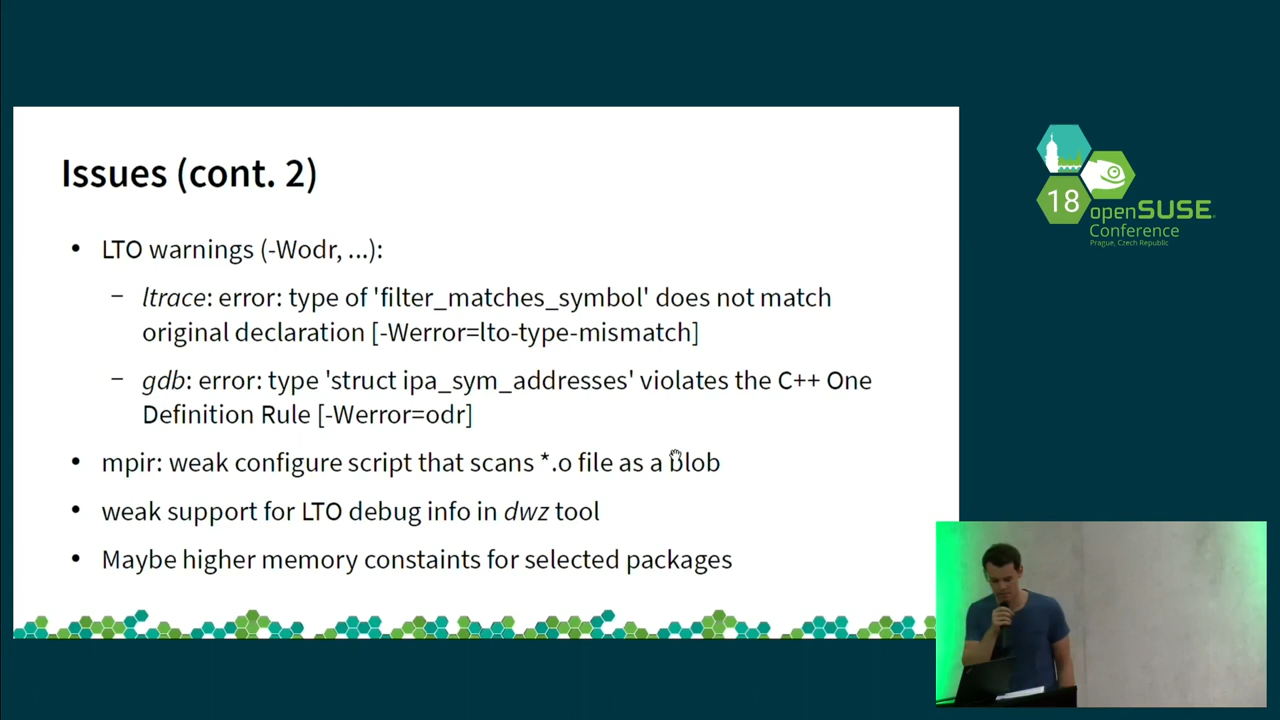 Issues (cont. 2)
• LTO warnings (-Wodr, ...):
– ltrace: error: type of 'filter_matches_symbol' does not match
original declaration [-Werror=lto-type-mismatch]
– gdb: error: type 'struct ipa_sym_addresses' violates the C++ One
Definition Rule [-Werror=odr]
• mpir: weak configure script that scans *.o file as a blob
• weak support for LTO debug info in dwz tool
• Maybe higher memory constaints for selected packages
18
openSUSE
Conference
Prague, Czech Republic